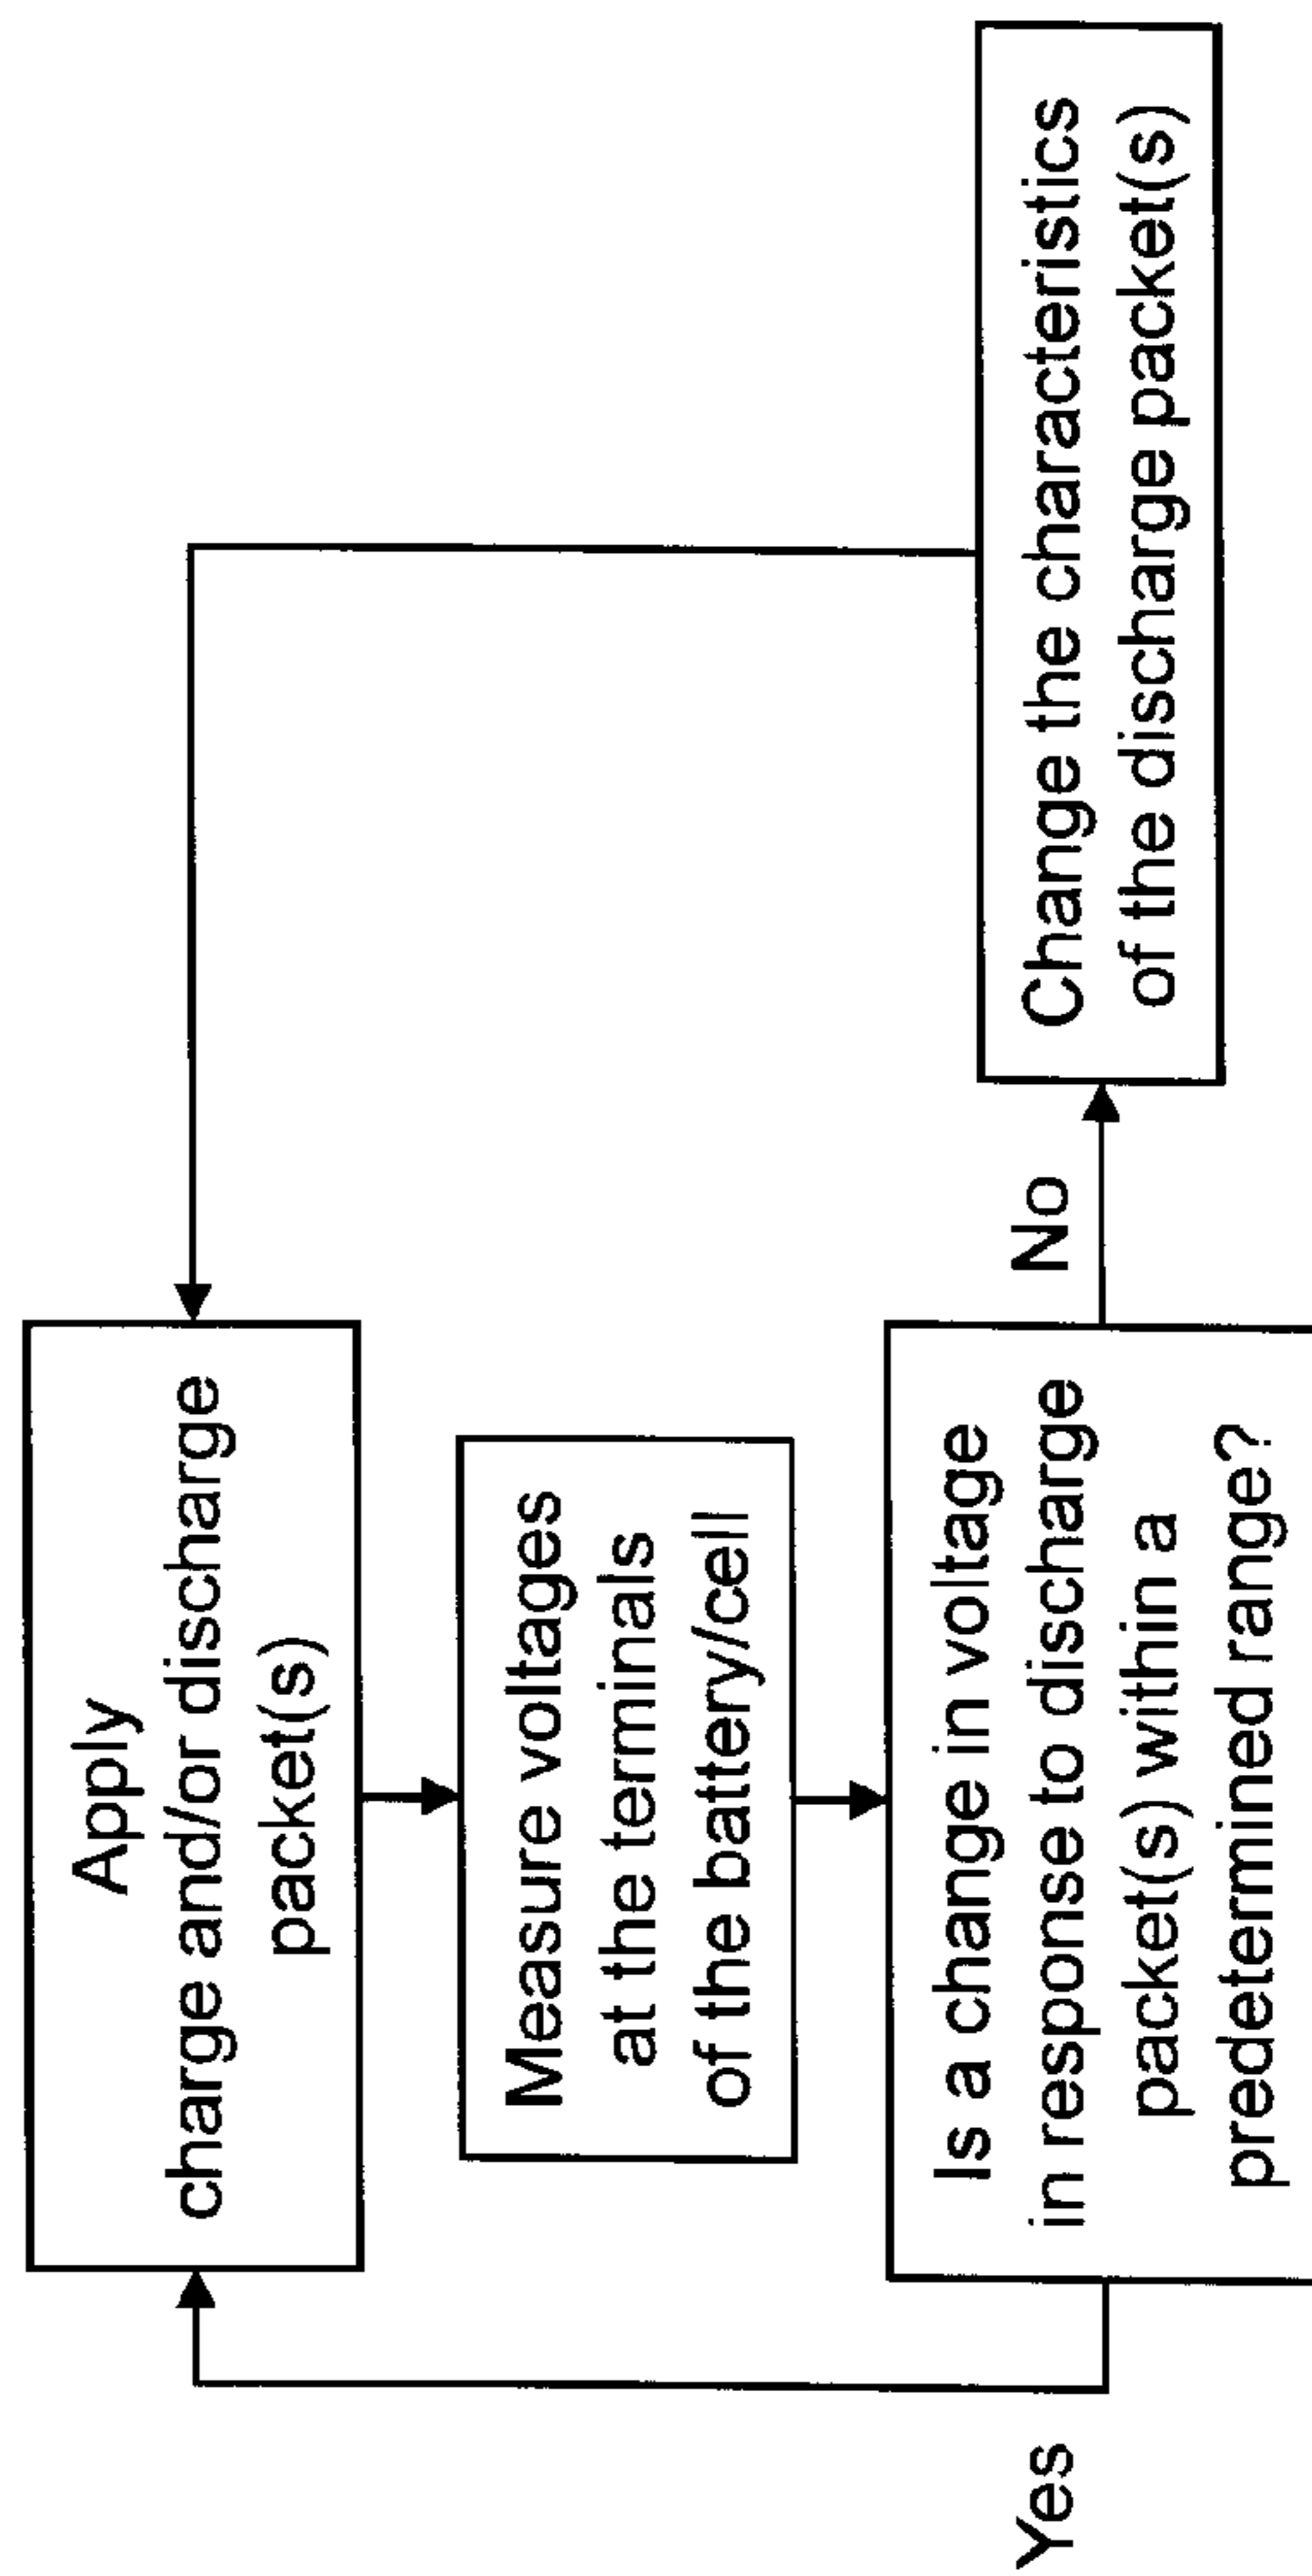 Apply
charge and/or discharge
packet(s)
Measure voltages
at the terminals
of the battery/cell
Is a change in voltage
in response to discharge
packet(s) within a
predetermined range?
Yes
No
Change the characteristics
of the discharge packet(s)